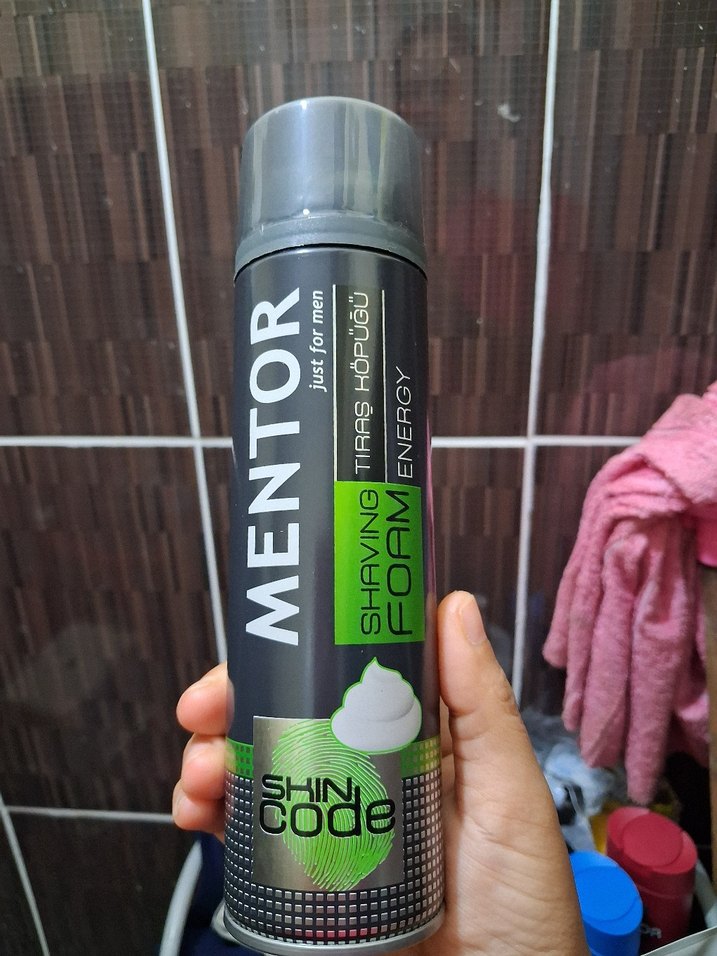 MENTOR
just for men
TIRAŞ KÖPÜĞÜ
ENERGY
SHAVING
FOAM
SKIN
CODE